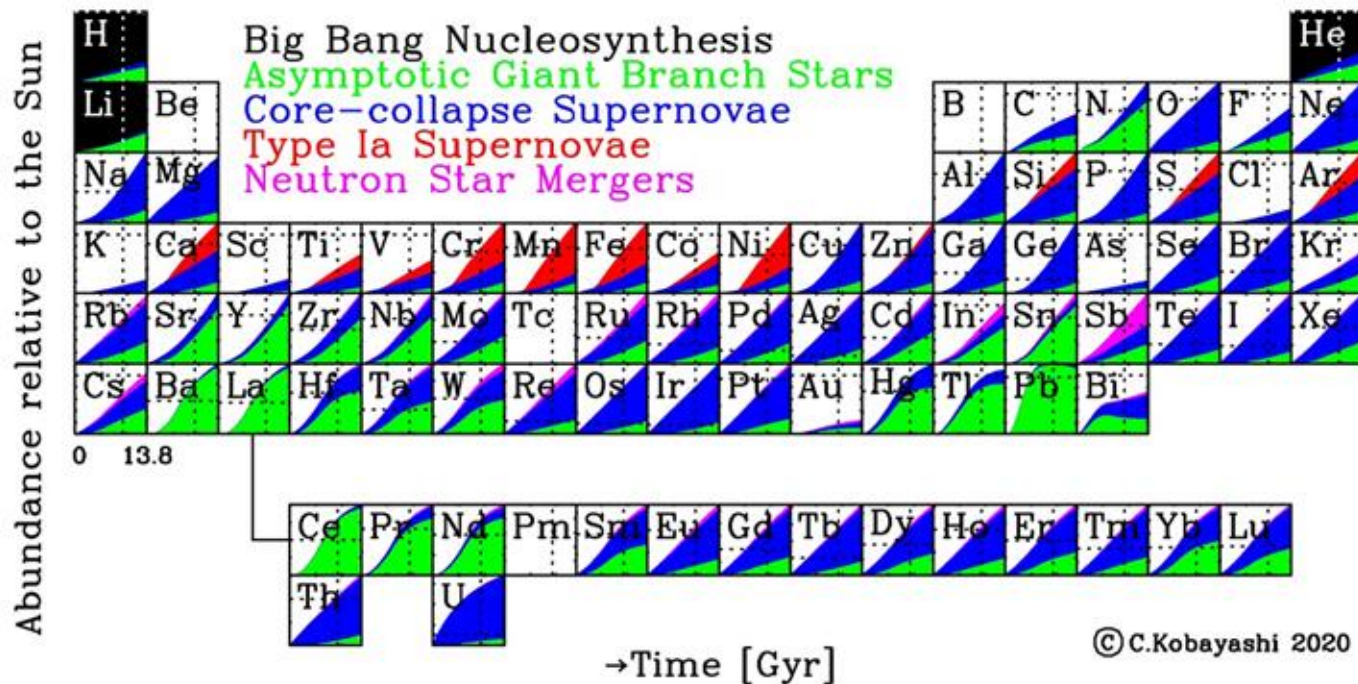 Abundance relative to the Sun
H Big Bang Nucleosynthesis He
Asymptotic Giant Branch Stars
Li Be Core-collapse Supernovae B C N O F Ne
Type Ia Supernovae
Na Mg Neutron Star Mergers Al Si P S Cl Ar
K Ca Sc Ti V Cr Mn Fe Co Ni Cu Zn Ga Ge As Se Br Kr
Rb Sr Y Zr Nb Mo Tc Ru Rh Pd Ag Cd In Sn Sb Te I Xe
Cs Ba La Hf Ta W Re Os Ir Pt Au Hg Tl Pb Bi
0 13.8
Ce Pr Nd Pm Sm Eu Gd Tb Dy Ho Er Tm Yb Lu
Th U
→Time [Gyr]
©C.Kobayashi 2020